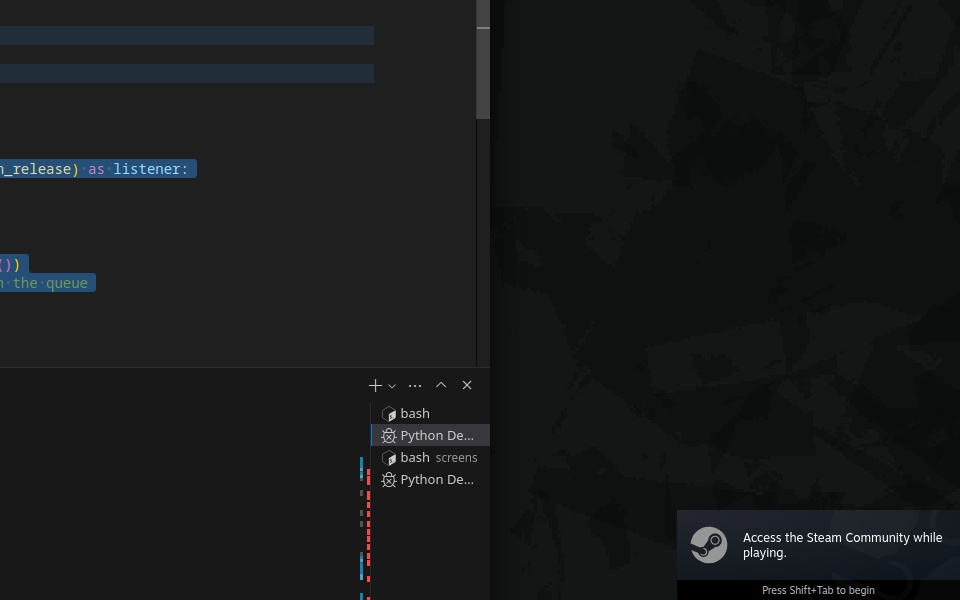 _release) as listener:
())
the queue
bash
Python De...
bash screens
Python De...
Access the Steam Community while
playing.
Press Shift+Tab to begin